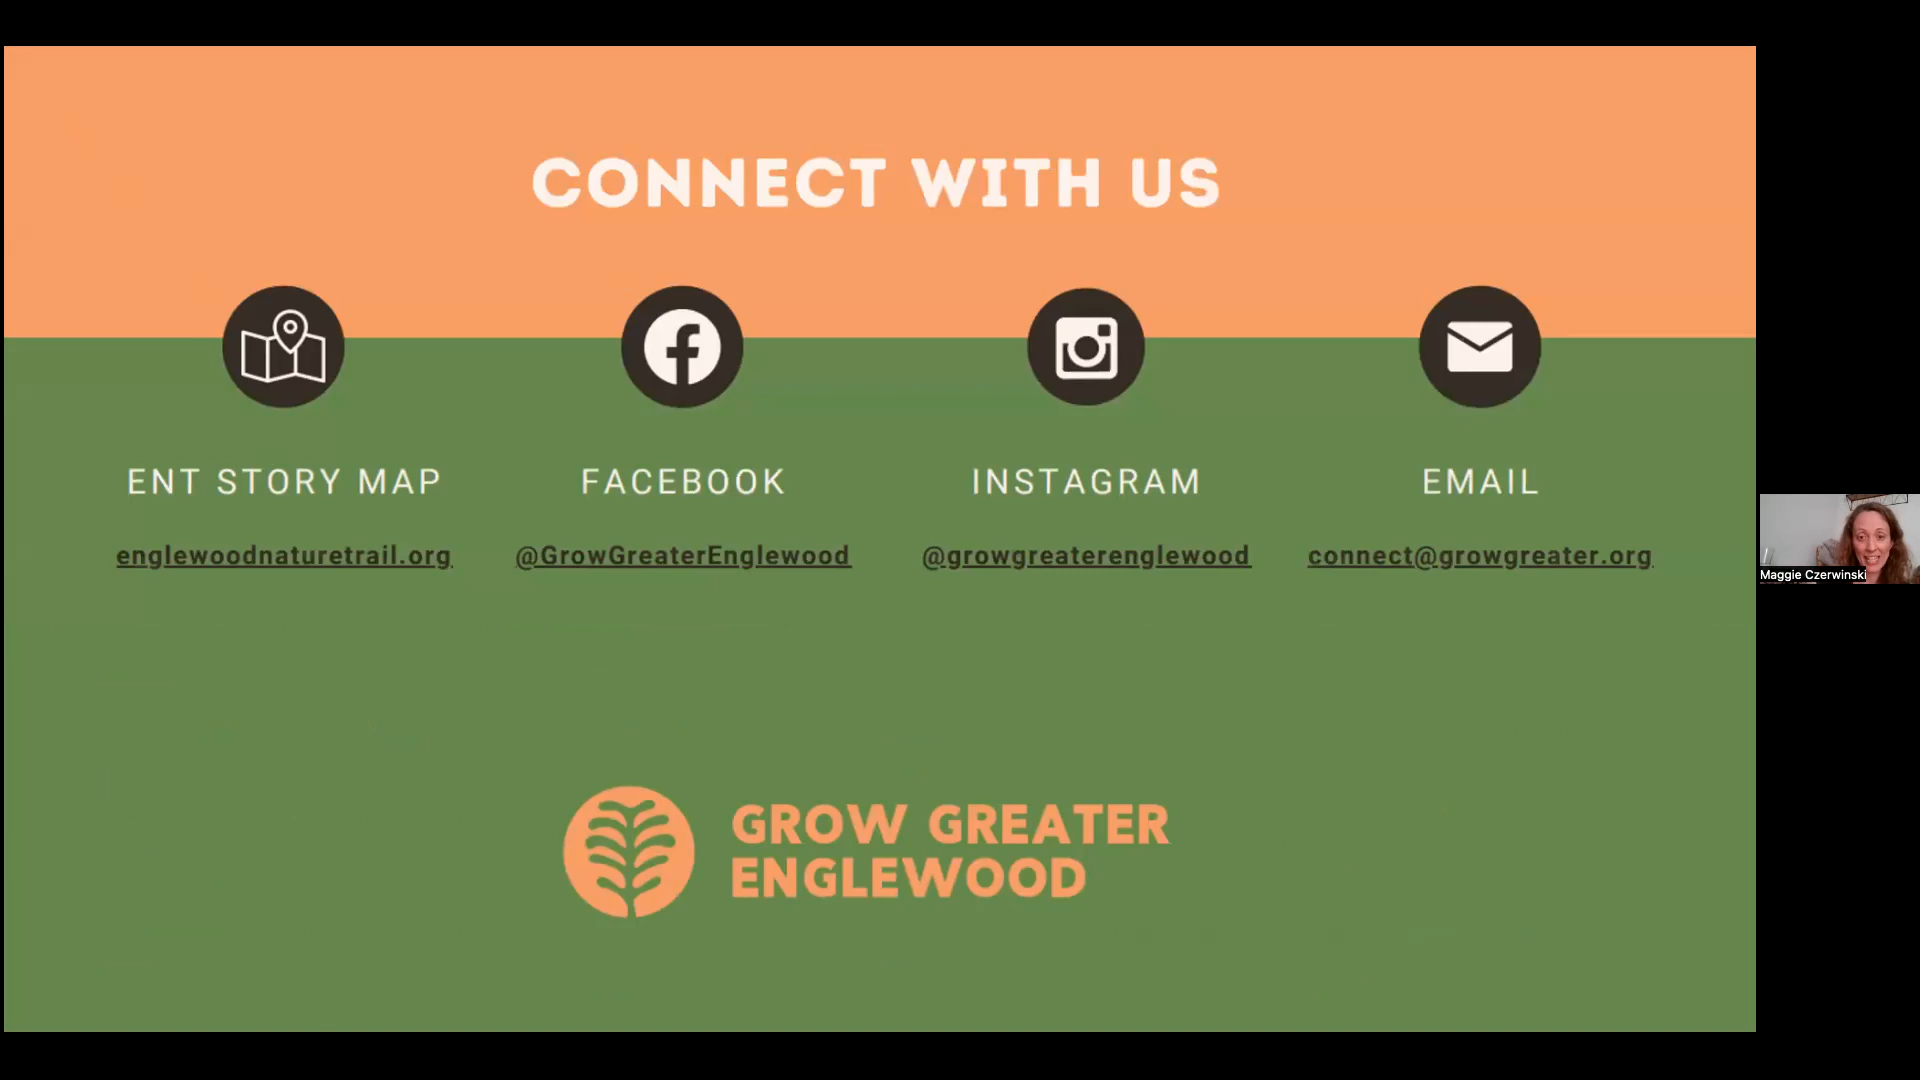 CONNECT WITH US
ENT STORY MAP
FACEBOOK
INSTAGRAM
EMAIL
englewoodnaturetrail.org
@GrowGreaterEnglewood
@growgreaterenglewood
connect@growgreater.org
Maggie Czerwinski
GROW GREATER
ENGLEWOOD